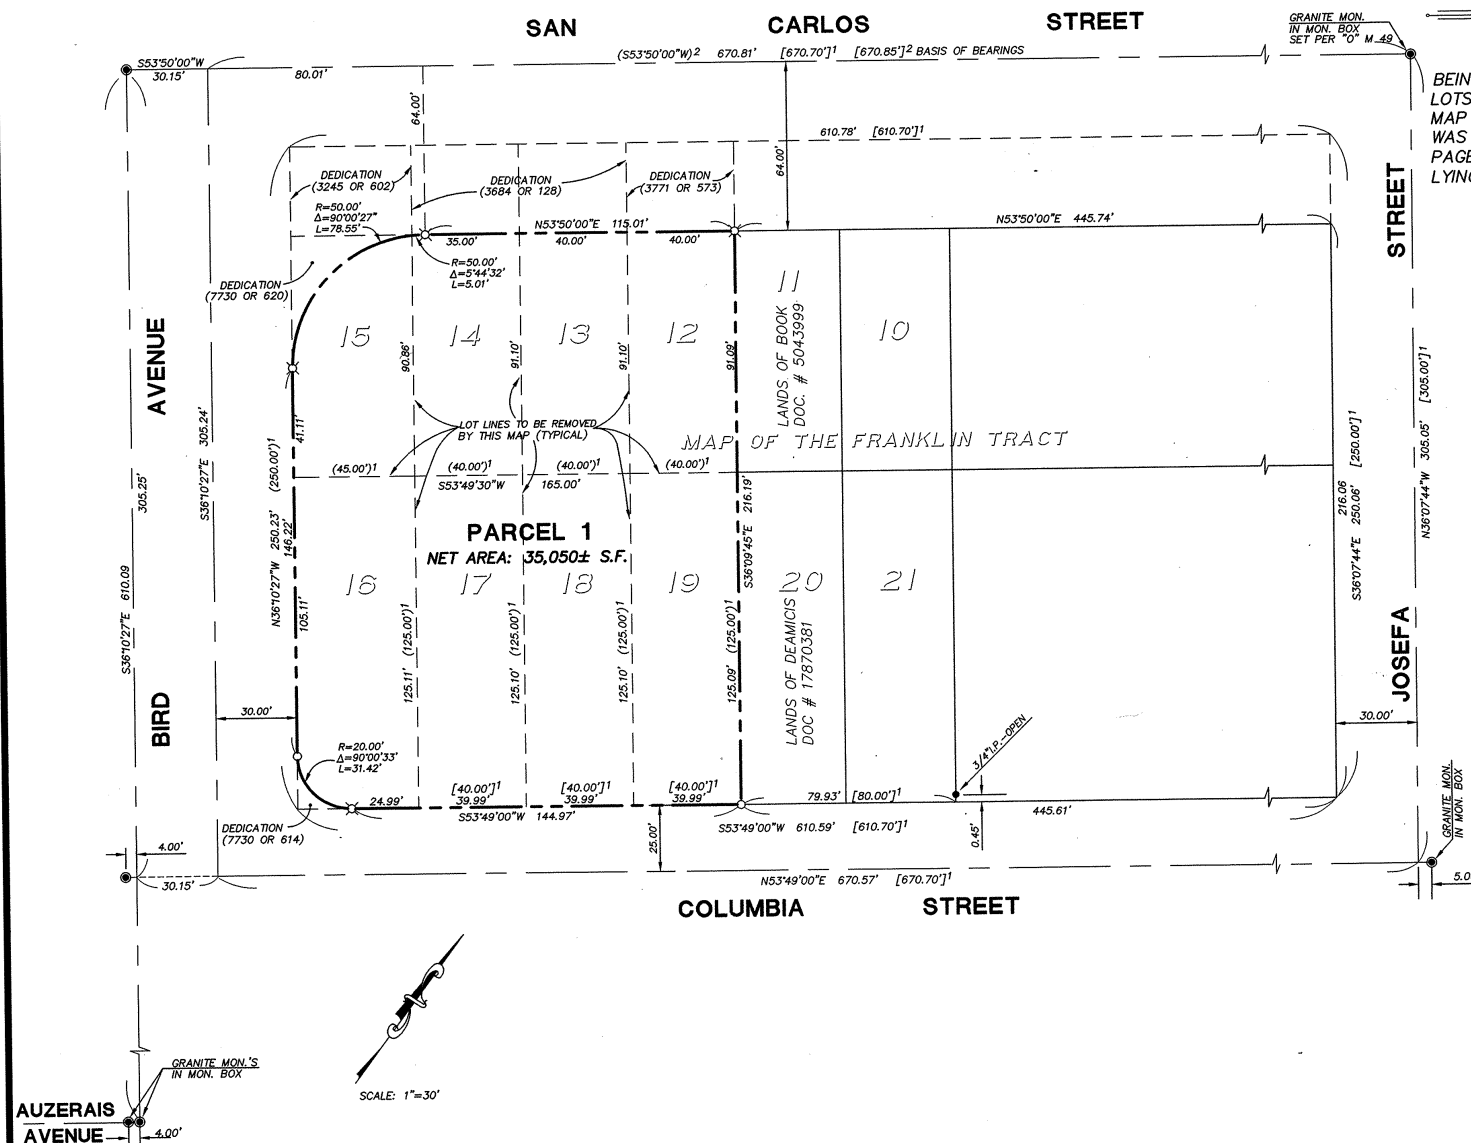 SAN CARLOS STREET
GRANITE MON.
IN MON. BOX
SET PER "O" M 49
S53°50'00"W
30.15'
80.01'
(S53°50'00"W)2 670.81' [670.70']1 [670.85']2 BASIS OF BEARINGS
BEIN
LOTS
MAP
WAS
PAGE
LYING
64.00'
64.00'
610.78' [610.70']1
DEDICATION
(3245 OR 602)
DEDICATION
(3684 OR 128)
DEDICATION
(3771 OR 573)
R=50.00'
Δ=90°00'27"
L=78.55'
N53°50'00"E 115.01'
35.00'
40.00'
40.00'
N53°50'00"E 445.74'
R=50.00'
Δ=5°44'32'
L=5.01'
DEDICATION
(7730 OR 620)
15
14
13
12
11
10
LANDS OF BOOK
DOC. # 5043999
90.86'
91.10'
91.10'
91.09'
BIRD AVENUE
JOSEFA STREET
S36°10'27"E 305.24'
305.25'
S36°10'27"E 610.09
41.11'
N36°10'27"W 250.23' (250.00')1
146.22'
105.11'
LOT LINES TO BE REMOVED
BY THIS MAP (TYPICAL)
MAP OF THE FRANKLIN TRACT
(45.00')1
(40.00')1
(40.00')1
(40.00')1
S53°49'30"W 165.00'
PARCEL 1
NET AREA: 35,050± S.F.
S36°09'45"E 216.19'
216.06
S36°07'44"E 250.06' [250.00']1
N36°07'44"W 305.05' [305.00']1
16
17
18
19
20
21
LANDS OF DEAMICIS
DOC # 17870381
125.11' (125.00')1
125.10' (125.00')1
125.10' (125.00')1
125.09' (125.00')1
30.00'
30.00'
3/4"I.P.-OPEN
R=20.00'
Δ=90°00'33'
L=31.42'
24.99'
[40.00']1
39.99'
[40.00']1
39.99'
[40.00']1
39.99'
S53°49'00"W 144.97'
79.93' [80.00']1
445.61'
0.45'
25.00'
S53°49'00"W 610.59' [610.70']1
DEDICATION
(7730 OR 614)
4.00'
30.15'
GRANITE MON.
IN MON. BOX
5.0
N53°49'00"E 670.57' [670.70']1
COLUMBIA STREET
SCALE: 1"=30'
GRANITE MON.'S
IN MON. BOX
AUZERAIS
AVENUE
4.00'